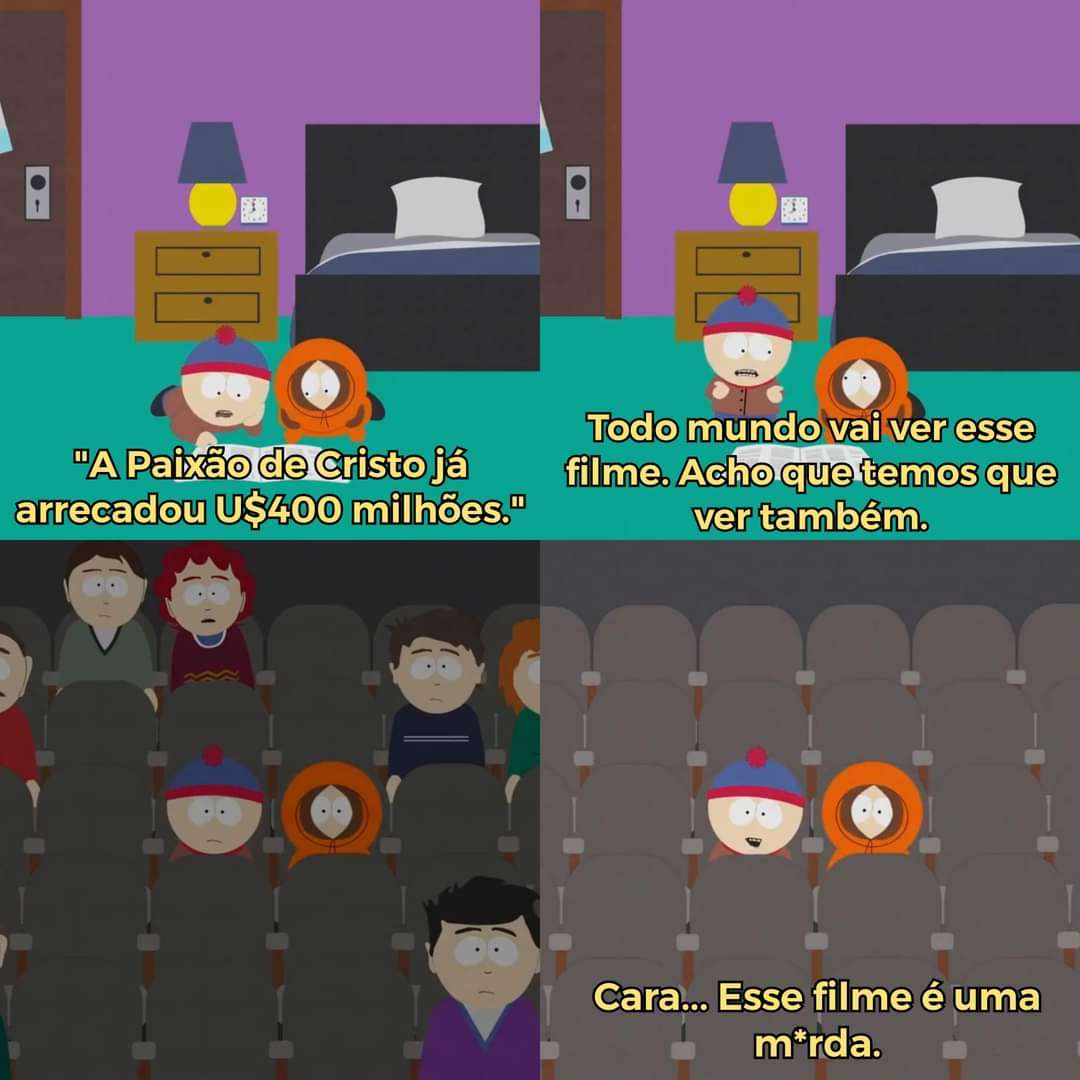 "A Paixão de Cristo já
arrecadou U$400 milhões."
Todo mundo vai ver esse
filme. Acho que temos que
ver também.
Cara... Esse filme é uma
m*rda.